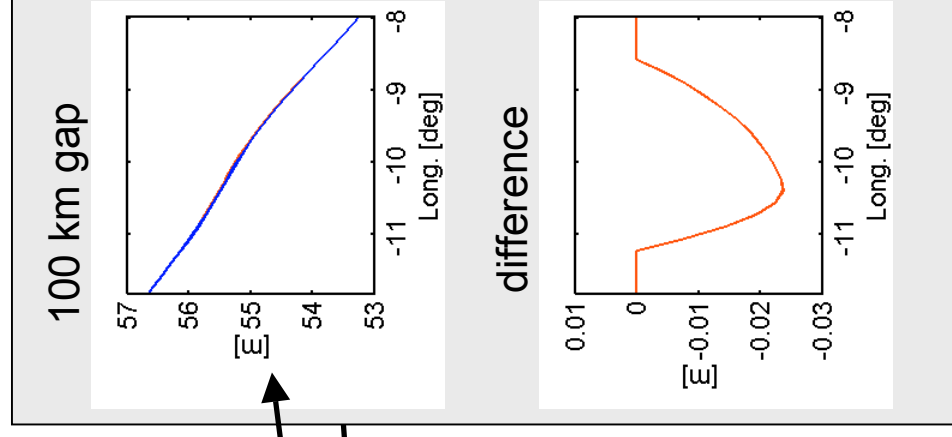 100 km gap
57
56
55
54
53
[m]
-11 -10 -9 -8
Long. [deg]
difference
0.01
0
-0.01
-0.02
-0.03
[m]
-11 -10 -9 -8
Long. [deg]